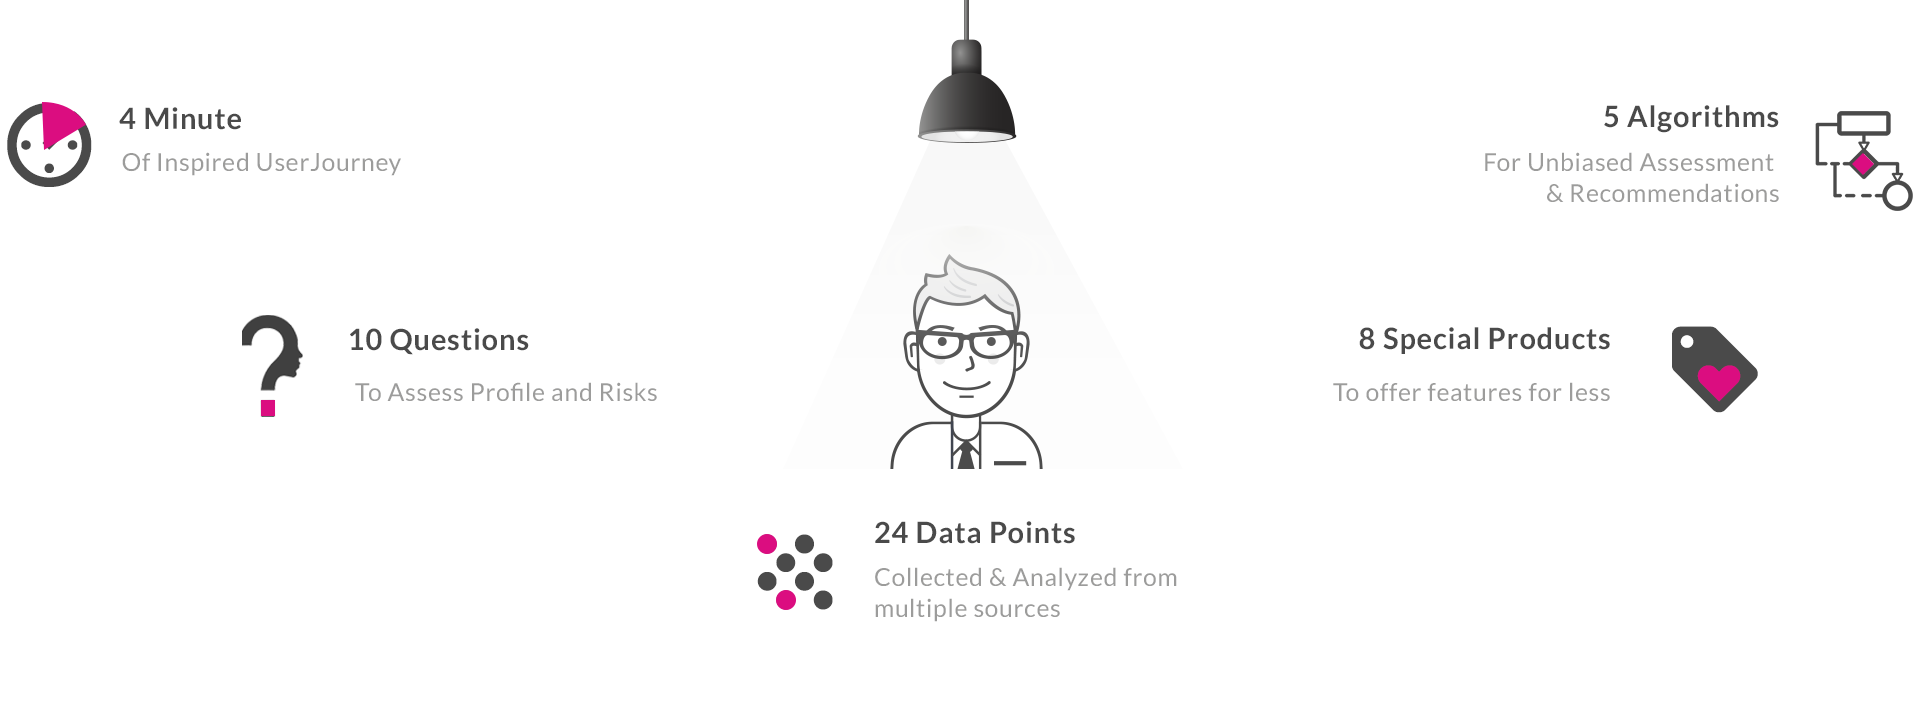 4 Minute
Of Inspired UserJourney
10 Questions
To Assess Profile and Risks
24 Data Points
Collected & Analyzed from
multiple sources
5 Algorithms
For Unbiased Assessment
& Recommendations
8 Special Products
To offer features for less